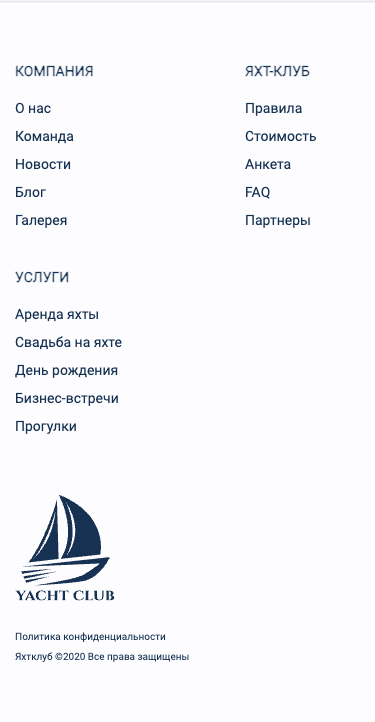 КОМПАНИЯ
О нас
Команда
Новости
Блог
Галерея
ЯХТ-КЛУБ
Правила
Стоимость
Анкета
FAQ
Партнеры
УСЛУГИ
Аренда яхты
Свадьба на яхте
День рождения
Бизнес-встречи
Прогулки
YACHT CLUB
Политика конфиденциальности
Яхтклуб ©2020 Все права защищены